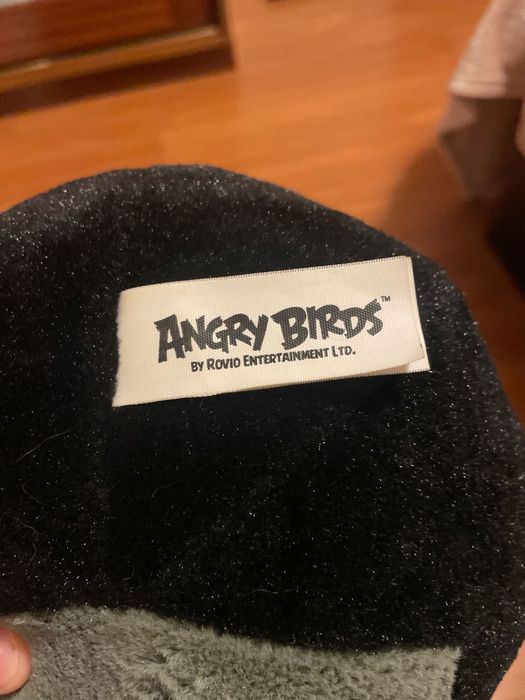 ANGRY BIRDS™
BY ROVIO ENTERTAINMENT LTD.